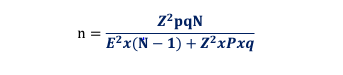 n = Z²pqN / E²x(N − 1) + Z²xPxq